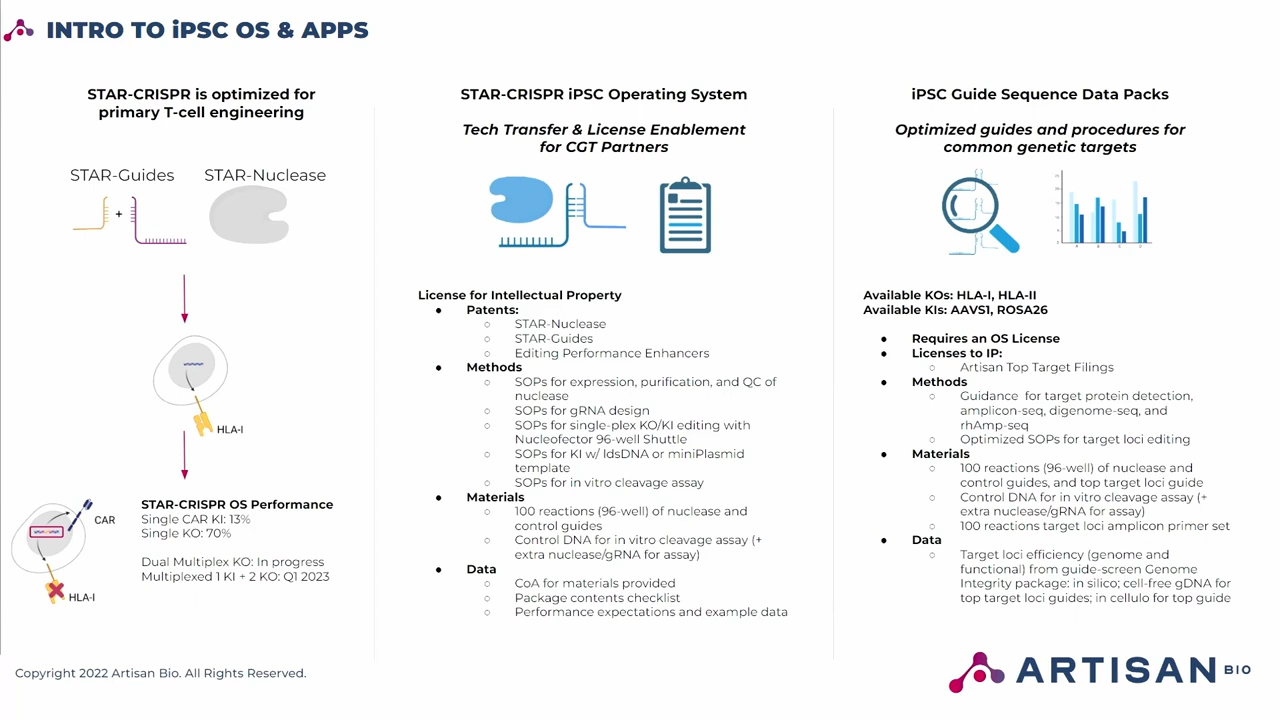 INTRO TO iPSC OS & APPS
STAR-CRISPR is optimized for
primary T-cell engineering
STAR-Guides
STAR-Nuclease
+
HLA-I
CAR
HLA-I
STAR-CRISPR OS Performance
Single CAR KI: 13%
Single KO: 70%
Dual Multiplex KO: In progress
Multiplexed 1 KI + 2 KO: Q1 2023
STAR-CRISPR iPSC Operating System
Tech Transfer & License Enablement
for CGT Partners
License for Intellectual Property
● Patents:
○ STAR-Nuclease
○ STAR-Guides
○ Editing Performance Enhancers
● Methods
○ SOPs for expression, purification, and QC of
nuclease
○ SOPs for gRNA design
○ SOPs for single-plex KO/KI editing with
Nucleofector 96-well Shuttle
○ SOPs for KI w/ ldsDNA or miniPlasmid
template
○ SOPs for in vitro cleavage assay
● Materials
○ 100 reactions (96-well) of nuclease and
control guides
○ Control DNA for in vitro cleavage assay (+
extra nuclease/gRNA for assay)
● Data
○ CoA for materials provided
○ Package contents checklist
○ Performance expectations and example data
iPSC Guide Sequence Data Packs
Optimized guides and procedures for
common genetic targets
Available KOs: HLA-I, HLA-II
Available KIs: AAVS1, ROSA26
● Requires an OS License
● Licenses to IP:
○ Artisan Top Target Filings
● Methods
○ Guidance for target protein detection,
amplicon-seq, digenome-seq, and
rhAmp-seq
○ Optimized SOPs for target loci editing
● Materials
○ 100 reactions (96-well) of nuclease and
control guides, and top target loci guide
○ Control DNA for in vitro cleavage assay (+
extra nuclease/gRNA for assay)
○ 100 reactions target loci amplicon primer set
● Data
○ Target loci efficiency (genome and
functional) from guide-screen Genome
Integrity package: in silico; cell-free gDNA for
top target loci guides; in cellulo for top guide
Copyright 2022 Artisan Bio. All Rights Reserved.
ARTISAN BIO